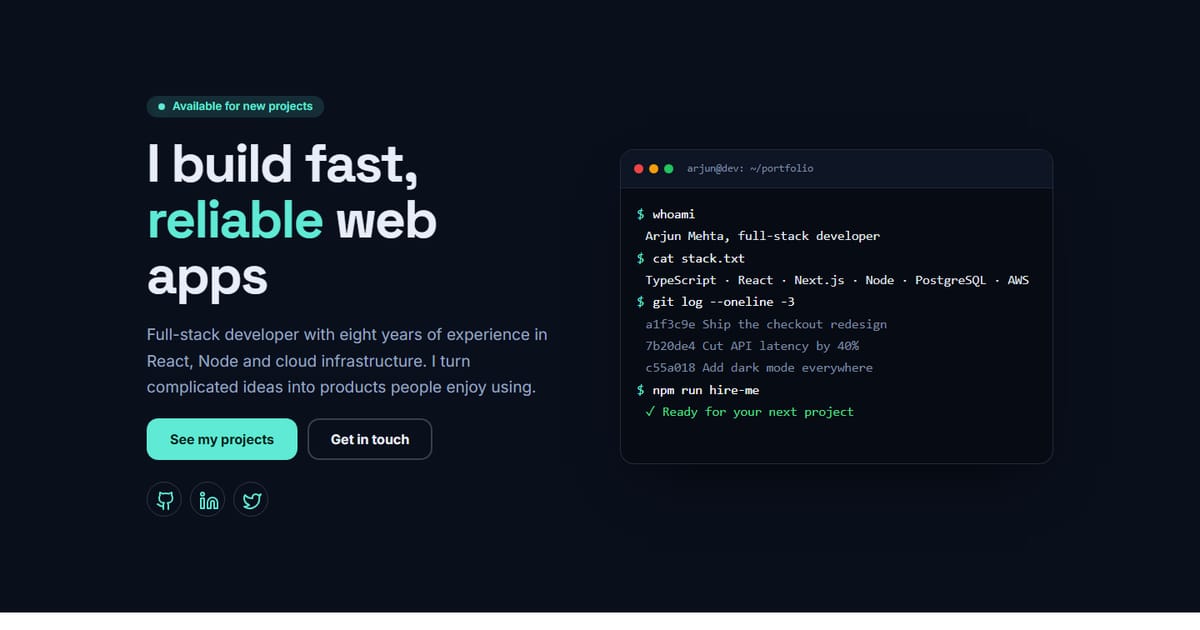 Available for new projects
I build fast,
reliable web
apps
Full-stack developer with eight years of experience in
React, Node and cloud infrastructure. I turn
complicated ideas into products people enjoy using.
See my projects
Get in touch
arjun@dev: ~/portfolio
$ whoami
Arjun Mehta, full-stack developer
$ cat stack.txt
TypeScript · React · Next.js · Node · PostgreSQL · AWS
$ git log --oneline -3
a1f3c9e Ship the checkout redesign
7b20de4 Cut API latency by 40%
c55a018 Add dark mode everywhere
$ npm run hire-me
✓ Ready for your next project